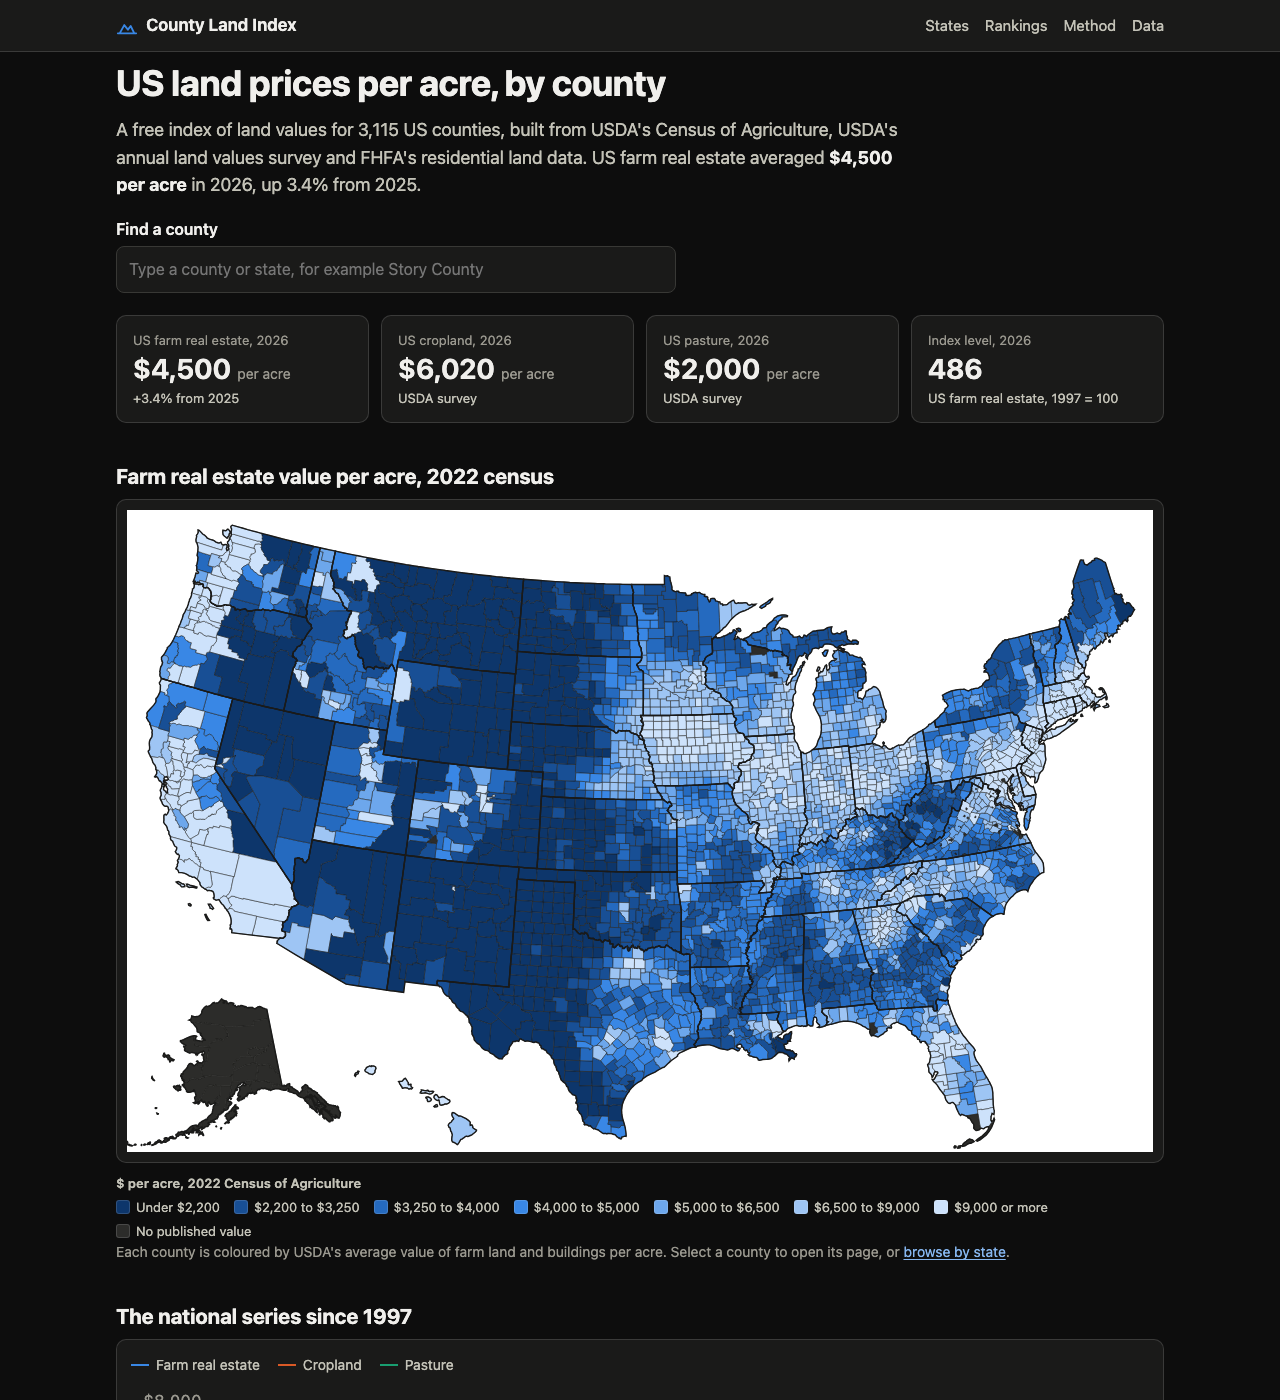 County Land Index
States Rankings Method Data
US land prices per acre, by county
A free index of land values for 3,115 US counties, built from USDA's Census of Agriculture, USDA's
annual land values survey and FHFA's residential land data. US farm real estate averaged $4,500
per acre in 2026, up 3.4% from 2025.
Find a county
Type a county or state, for example Story County
US farm real estate, 2026
$4,500 per acre
+3.4% from 2025
US cropland, 2026
$6,020 per acre
USDA survey
US pasture, 2026
$2,000 per acre
USDA survey
Index level, 2026
486
US farm real estate, 1997 = 100
Farm real estate value per acre, 2022 census
$ per acre, 2022 Census of Agriculture
Under $2,200 $2,200 to $3,250 $3,250 to $4,000 $4,000 to $5,000 $5,000 to $6,500 $6,500 to $9,000 $9,000 or more
No published value
Each county is coloured by USDA's average value of farm land and buildings per acre. Select a county to open its page, or browse by state.
The national series since 1997
Farm real estate Cropland Pasture
$8,000